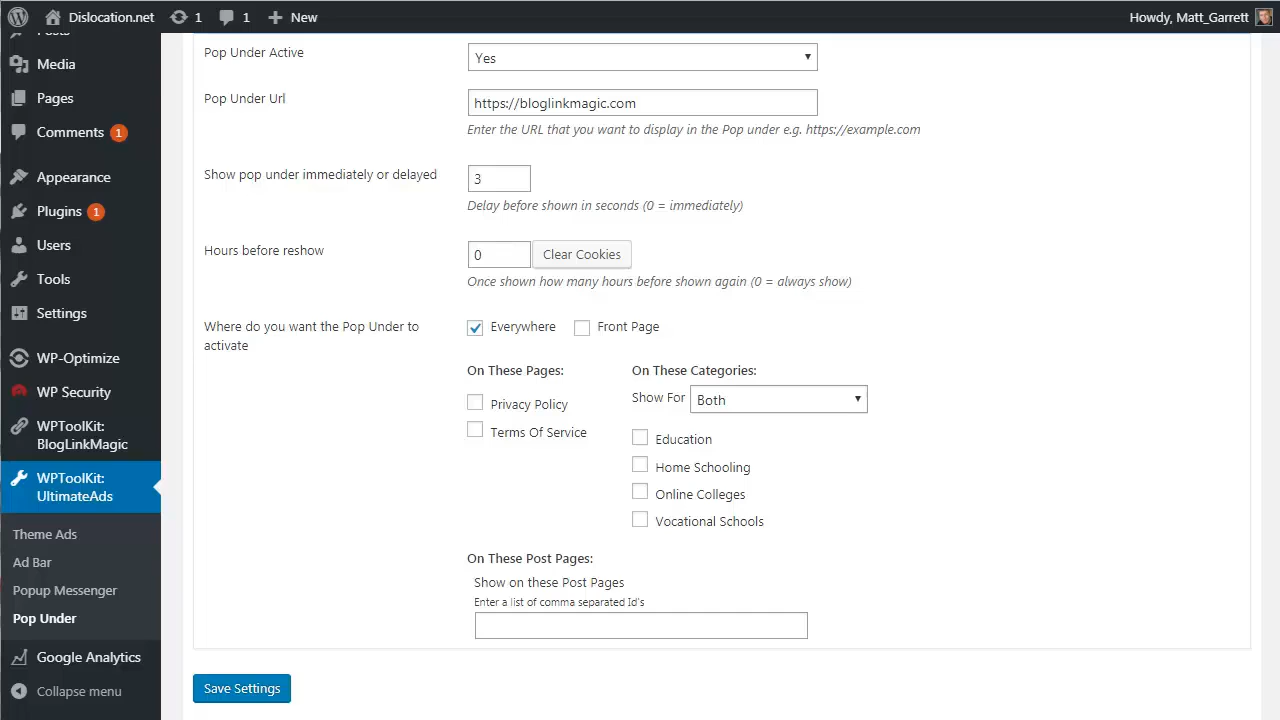 Dislocation.net 1 1 New Howdy, Matt_Garrett
Posts
Media
Pages
Comments 1
Appearance
Plugins 1
Users
Tools
Settings
WP-Optimize
WP Security
WPToolKit:
BlogLinkMagic
WPToolKit:
UltimateAds
Theme Ads
Ad Bar
Popup Messenger
Pop Under
Google Analytics
Collapse menu
Pop Under Active Yes
Pop Under Url https://bloglinkmagic.com
Enter the URL that you want to display in the Pop under e.g. https://example.com
Show pop under immediately or delayed 3
Delay before shown in seconds (0 = immediately)
Hours before reshow 0 Clear Cookies
Once shown how many hours before shown again (0 = always show)
Where do you want the Pop Under to
activate
Everywhere Front Page
On These Pages:
Privacy Policy
Terms Of Service
On These Categories:
Show For Both
Education
Home Schooling
Online Colleges
Vocational Schools
On These Post Pages:
Show on these Post Pages
Enter a list of comma separated Id's
Save Settings